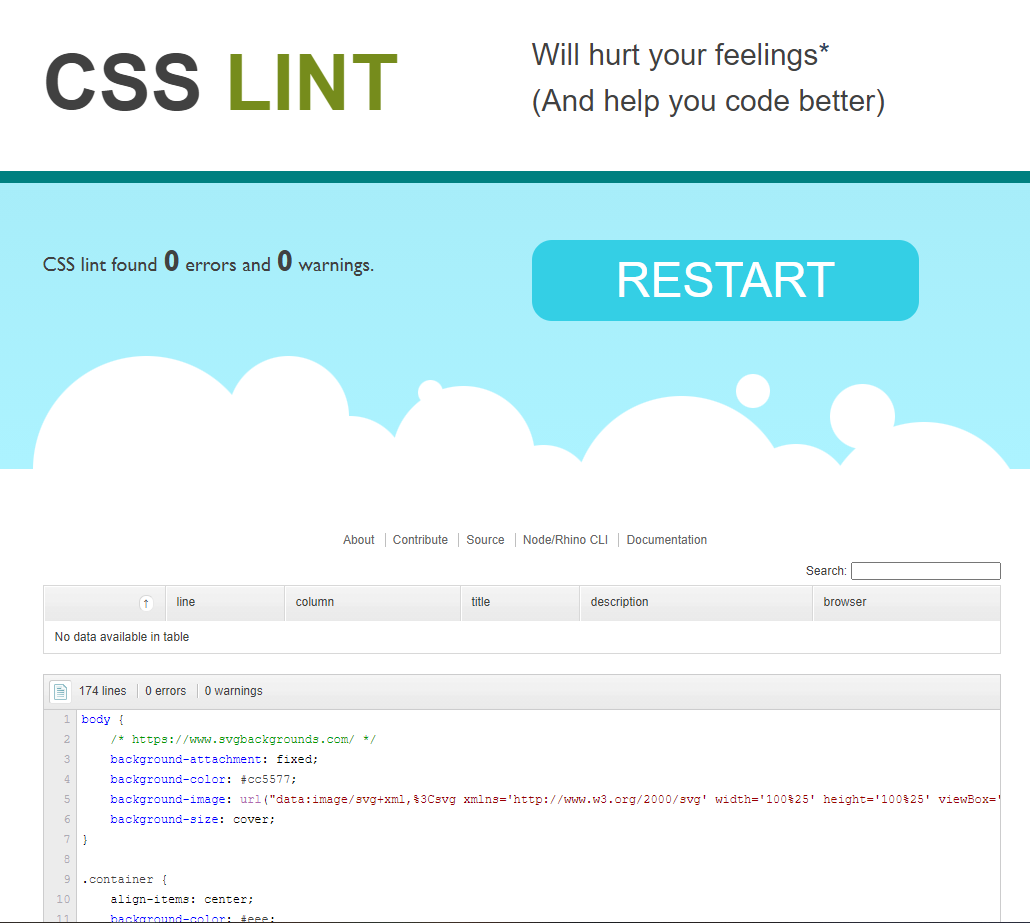 CSS LINT
Will hurt your feelings*
(And help you code better)
CSS lint found 0 errors and 0 warnings.
RESTART
About | Contribute | Source | Node/Rhino CLI | Documentation
Search:
↑ line column title description browser
No data available in table
174 lines | 0 errors | 0 warnings
1 body {
2 /* https://www.svgbackgrounds.com/ */
3 background-attachment: fixed;
4 background-color: #cc5577;
5 background-image: url("data:image/svg+xml,%3Csvg xmlns='http://www.w3.org/2000/svg' width='100%25' height='100%25' viewBox='
6 background-size: cover;
7 }
8
9 .container {
10 align-items: center;
11 background-color: #eee;